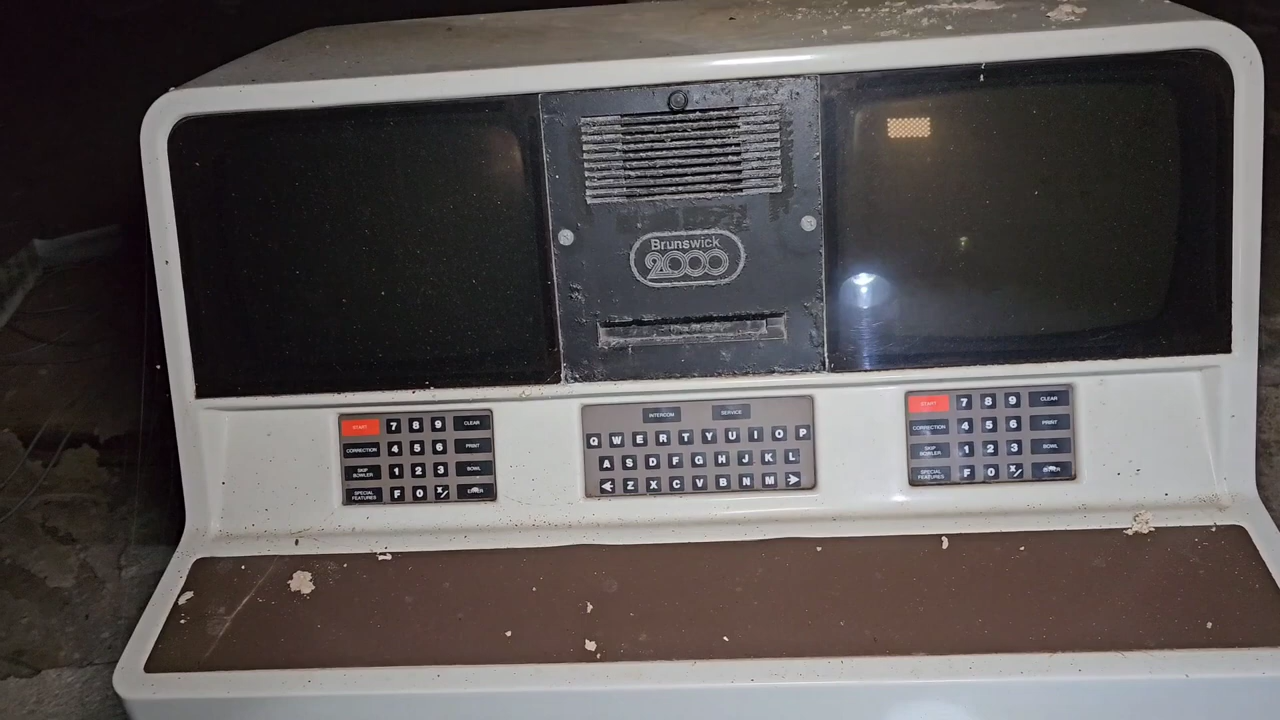 Brunswick
2000
START 7 8 9 CLEAR
CORRECTION 4 5 6 PRINT
SKIP BOWLER 1 2 3 BOWL
SPECIAL FEATURES F 0 X/ ENTER
INTERCOM SERVICE
Q W E R T Y U I O P
A S D F G H J K L
Z X C V B N M
START 7 8 9 CLEAR
CORRECTION 4 5 6 PRINT
SKIP BOWLER 1 2 3 BOWL
SPECIAL FEATURES F 0 X/ ENTER